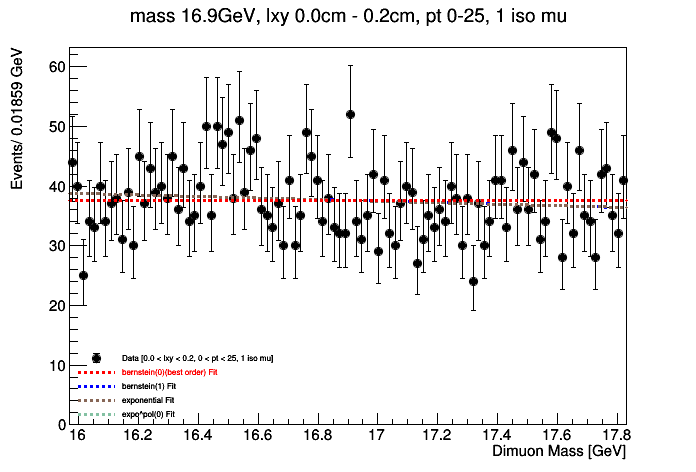 mass 16.9GeV, lxy 0.0cm - 0.2cm, pt 0-25, 1 iso mu
Events/ 0.01859 GeV
60
50
40
30
20
10
0
Data [0.0 < lxy < 0.2, 0 < pt < 25, 1 iso mu]
bernstein(0)(best order) Fit
bernstein(1) Fit
exponential Fit
expo*pol(0) Fit
16 16.2 16.4 16.6 16.8 17 17.2 17.4 17.6 17.8
Dimuon Mass [GeV]